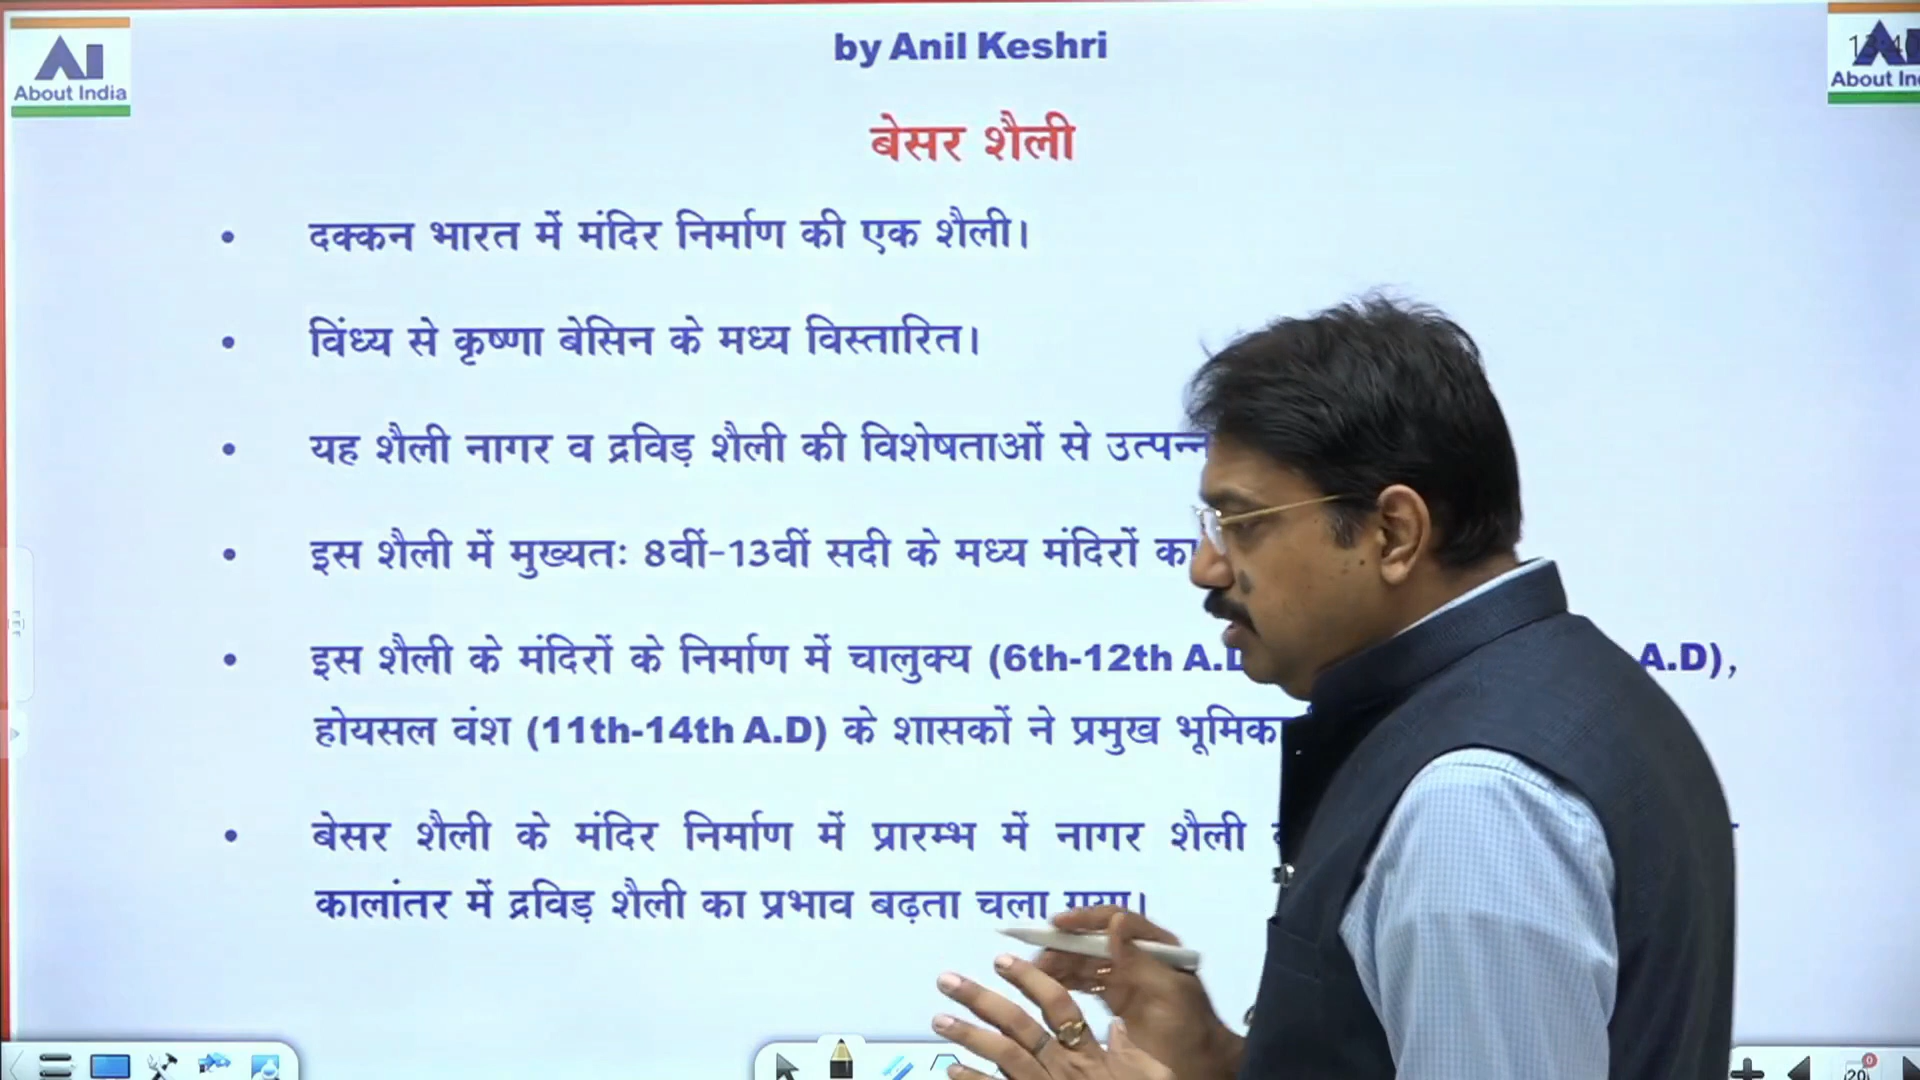 by Anil Keshri
AI
About India
बेसर शैली
• दक्कन भारत में मंदिर निर्माण की एक शैली।
• विंध्य से कृष्णा बेसिन के मध्य विस्तारित।
• यह शैली नागर व द्रविड़ शैली की विशेषताओं से उत्पन्न
• इस शैली में मुख्यतः 8वीं-13वीं सदी के मध्य मंदिरों
• इस शैली के मंदिरों के निर्माण में चालुक्य (6th-12th A.D), 
होयसल वंश (11th-14th A.D) के शासकों ने प्रमुख
• बेसर शैली के मंदिर निर्माण में प्रारम्भ में नागर शैली
कालांतर में द्रविड़ शैली का प्रभाव बढ़ता चला गया।